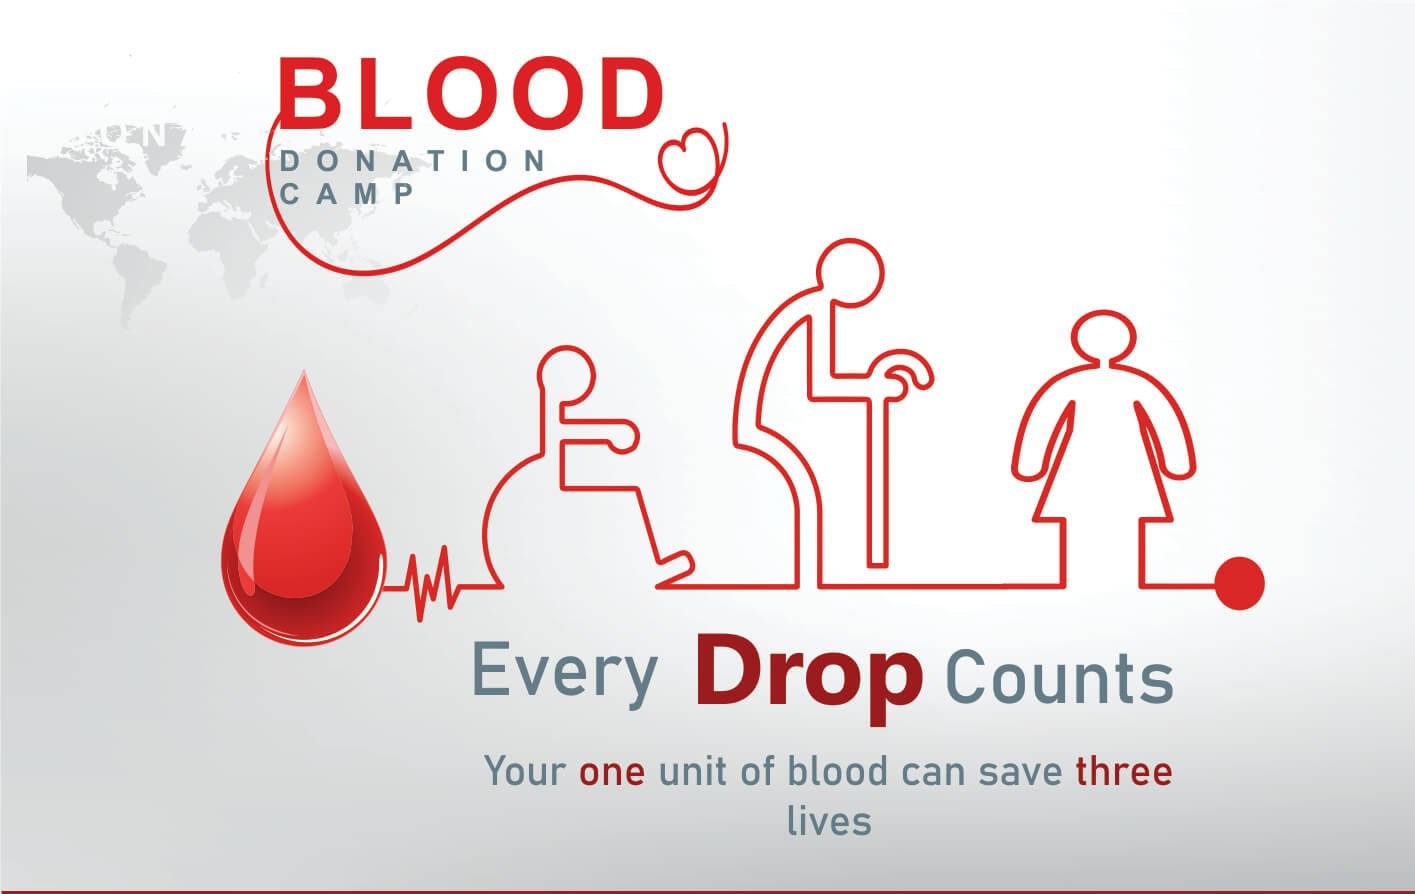 BLOOD
DONATION
CAMP
Every Drop Counts
Your one unit of blood can save three
lives